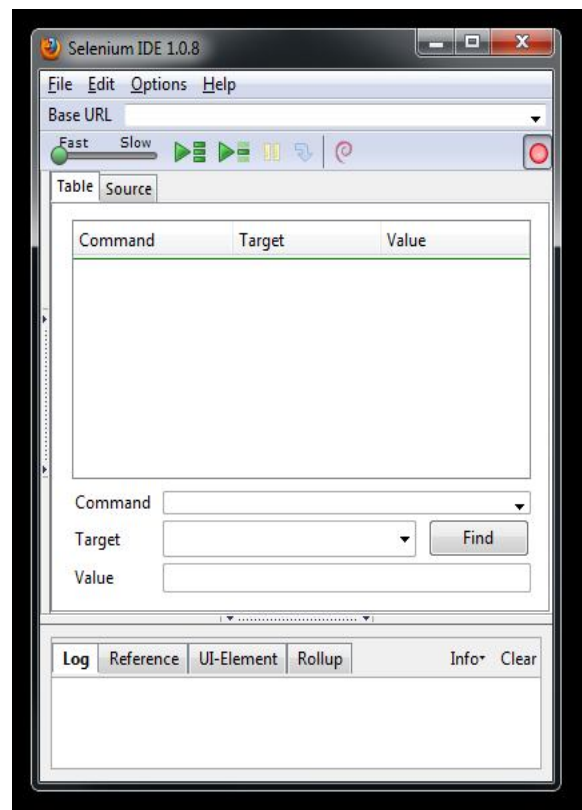 Selenium IDE 1.0.8
File Edit Options Help
Base URL
Fast Slow
Table Source
Command Target Value
Command
Target Find
Value
Log Reference UI-Element Rollup Info Clear